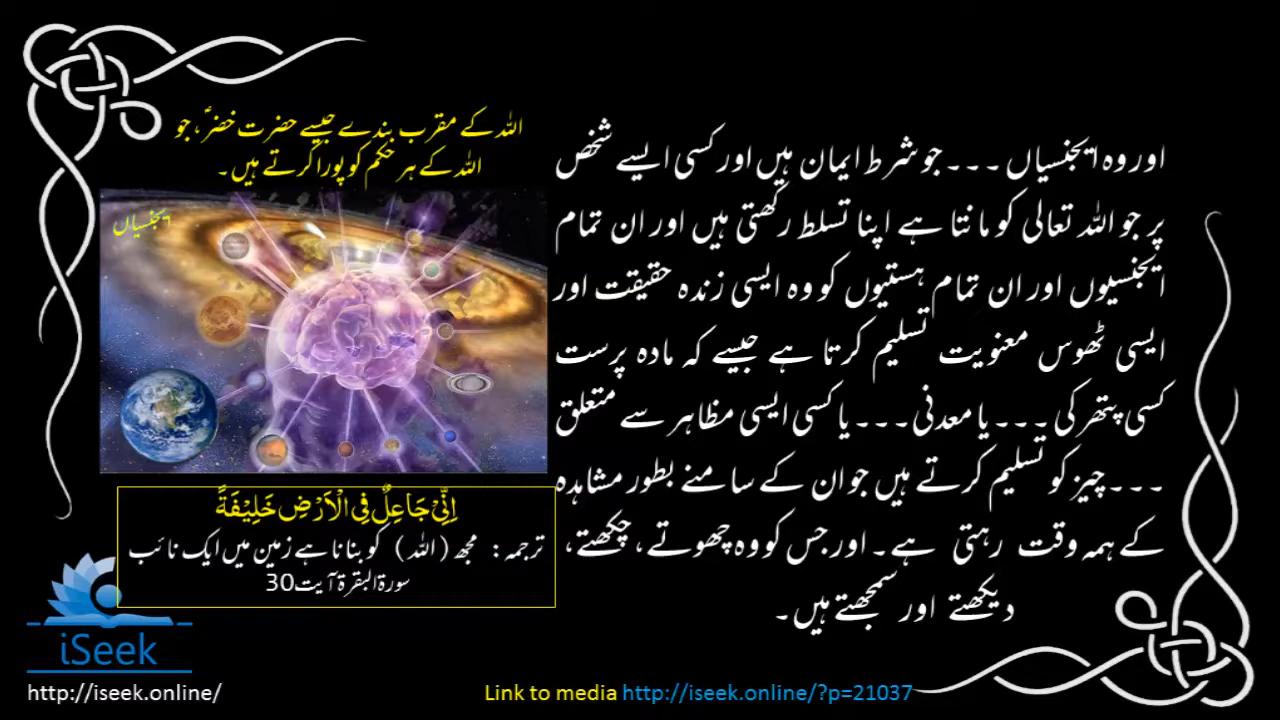 اللہ کے مقرب بندے جیسے حضرت خضرؑ، جو
اللہ کے ہر حکم کو پورا کرتے ہیں۔
ایجنسیاں
اور وہ ایجنسیاں ۔۔۔جو شرط ایمان ہیں اور کسی ایسے شخص
پر جو اللہ تعالی کو مانتا ہے اپنا تسلط رکھتی ہیں اور ان تمام
ایجنسیوں اور ان تمام ہستیوں کو وہ ایسی زندہ حقیقت اور
ایسی ٹھوس معنویت تسلیم کرتا ہے جیسے کہ مادہ پرست
کسی پتھر کی ۔۔۔یا معدنی۔۔۔یا کسی ایسی مظاہر سے متعلق
۔۔۔چیز کو تسلیم کرتے ہیں جو ان کے سامنے بطور مشاہدہ
کے ہمہ وقت رہتی ہے۔ اور جس کو وہ چھوتے، چکھتے،
دیکھتے اور سمجھتے ہیں۔
اِنِّیْ جَاعِلٌ فِی الْاَرْضِ خَلِیْفَةً
ترجمہ: مجھ (اللہ) کو بنانا ہے زمین میں ایک نائب
سورۃ البقرۃ آیت30
iSeek
http://iseek.online/
Link to media http://iseek.online/?p=21037